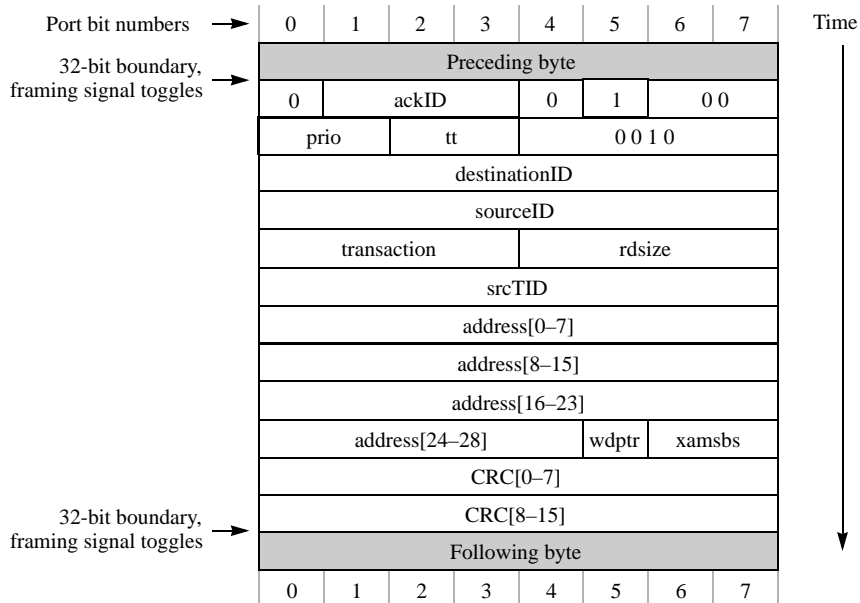 Port bit numbers 0 1 2 3 4 5 6 7 Time
Preceding byte
32-bit boundary,
framing signal toggles
0 ackID 0 1 0 0
prio tt 0 0 1 0
destinationID
sourceID
transaction rdsize
srcTID
address[0–7]
address[8–15]
address[16–23]
address[24–28] wdptr xamsbs
CRC[0–7]
CRC[8–15]
32-bit boundary,
framing signal toggles
Following byte
0 1 2 3 4 5 6 7